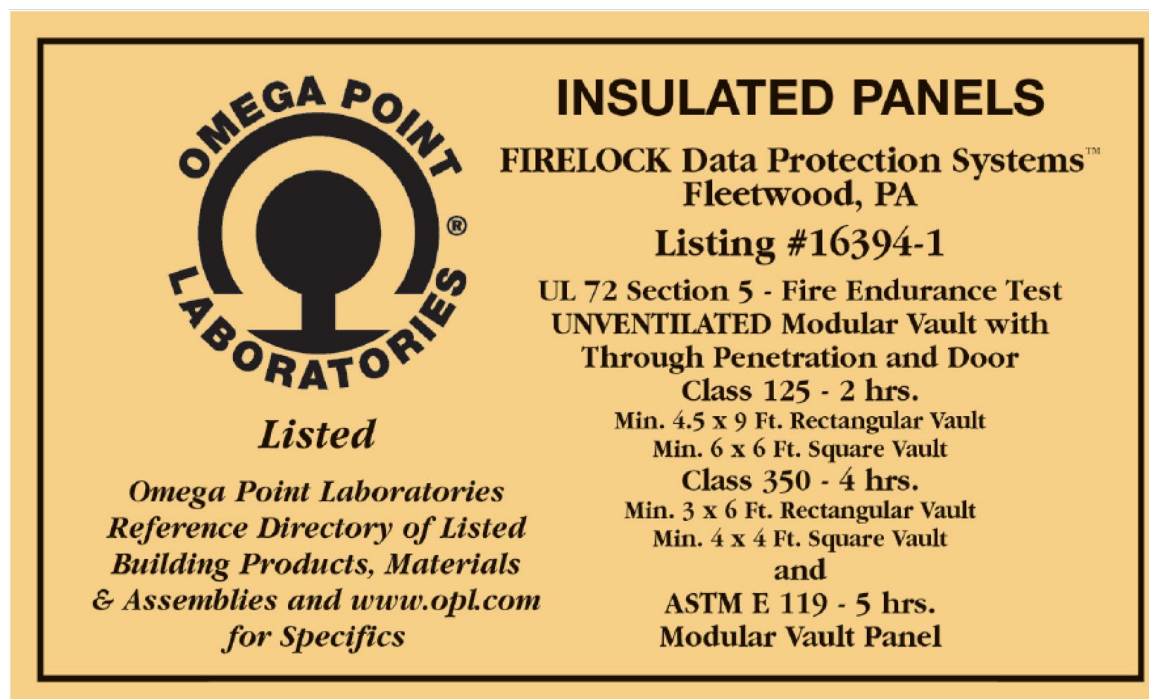 OMEGA POINT
LABORATORIES
®
Listed
Omega Point Laboratories
Reference Directory of Listed
Building Products, Materials
& Assemblies and www.opl.com
for Specifics
INSULATED PANELS
FIRELOCK Data Protection Systems™
Fleetwood, PA
Listing #16394-1
UL 72 Section 5 - Fire Endurance Test
UNVENTILATED Modular Vault with
Through Penetration and Door
Class 125 - 2 hrs.
Min. 4.5 x 9 Ft. Rectangular Vault
Min. 6 x 6 Ft. Square Vault
Class 350 - 4 hrs.
Min. 3 x 6 Ft. Rectangular Vault
Min. 4 x 4 Ft. Square Vault
and
ASTM E 119 - 5 hrs.
Modular Vault Panel